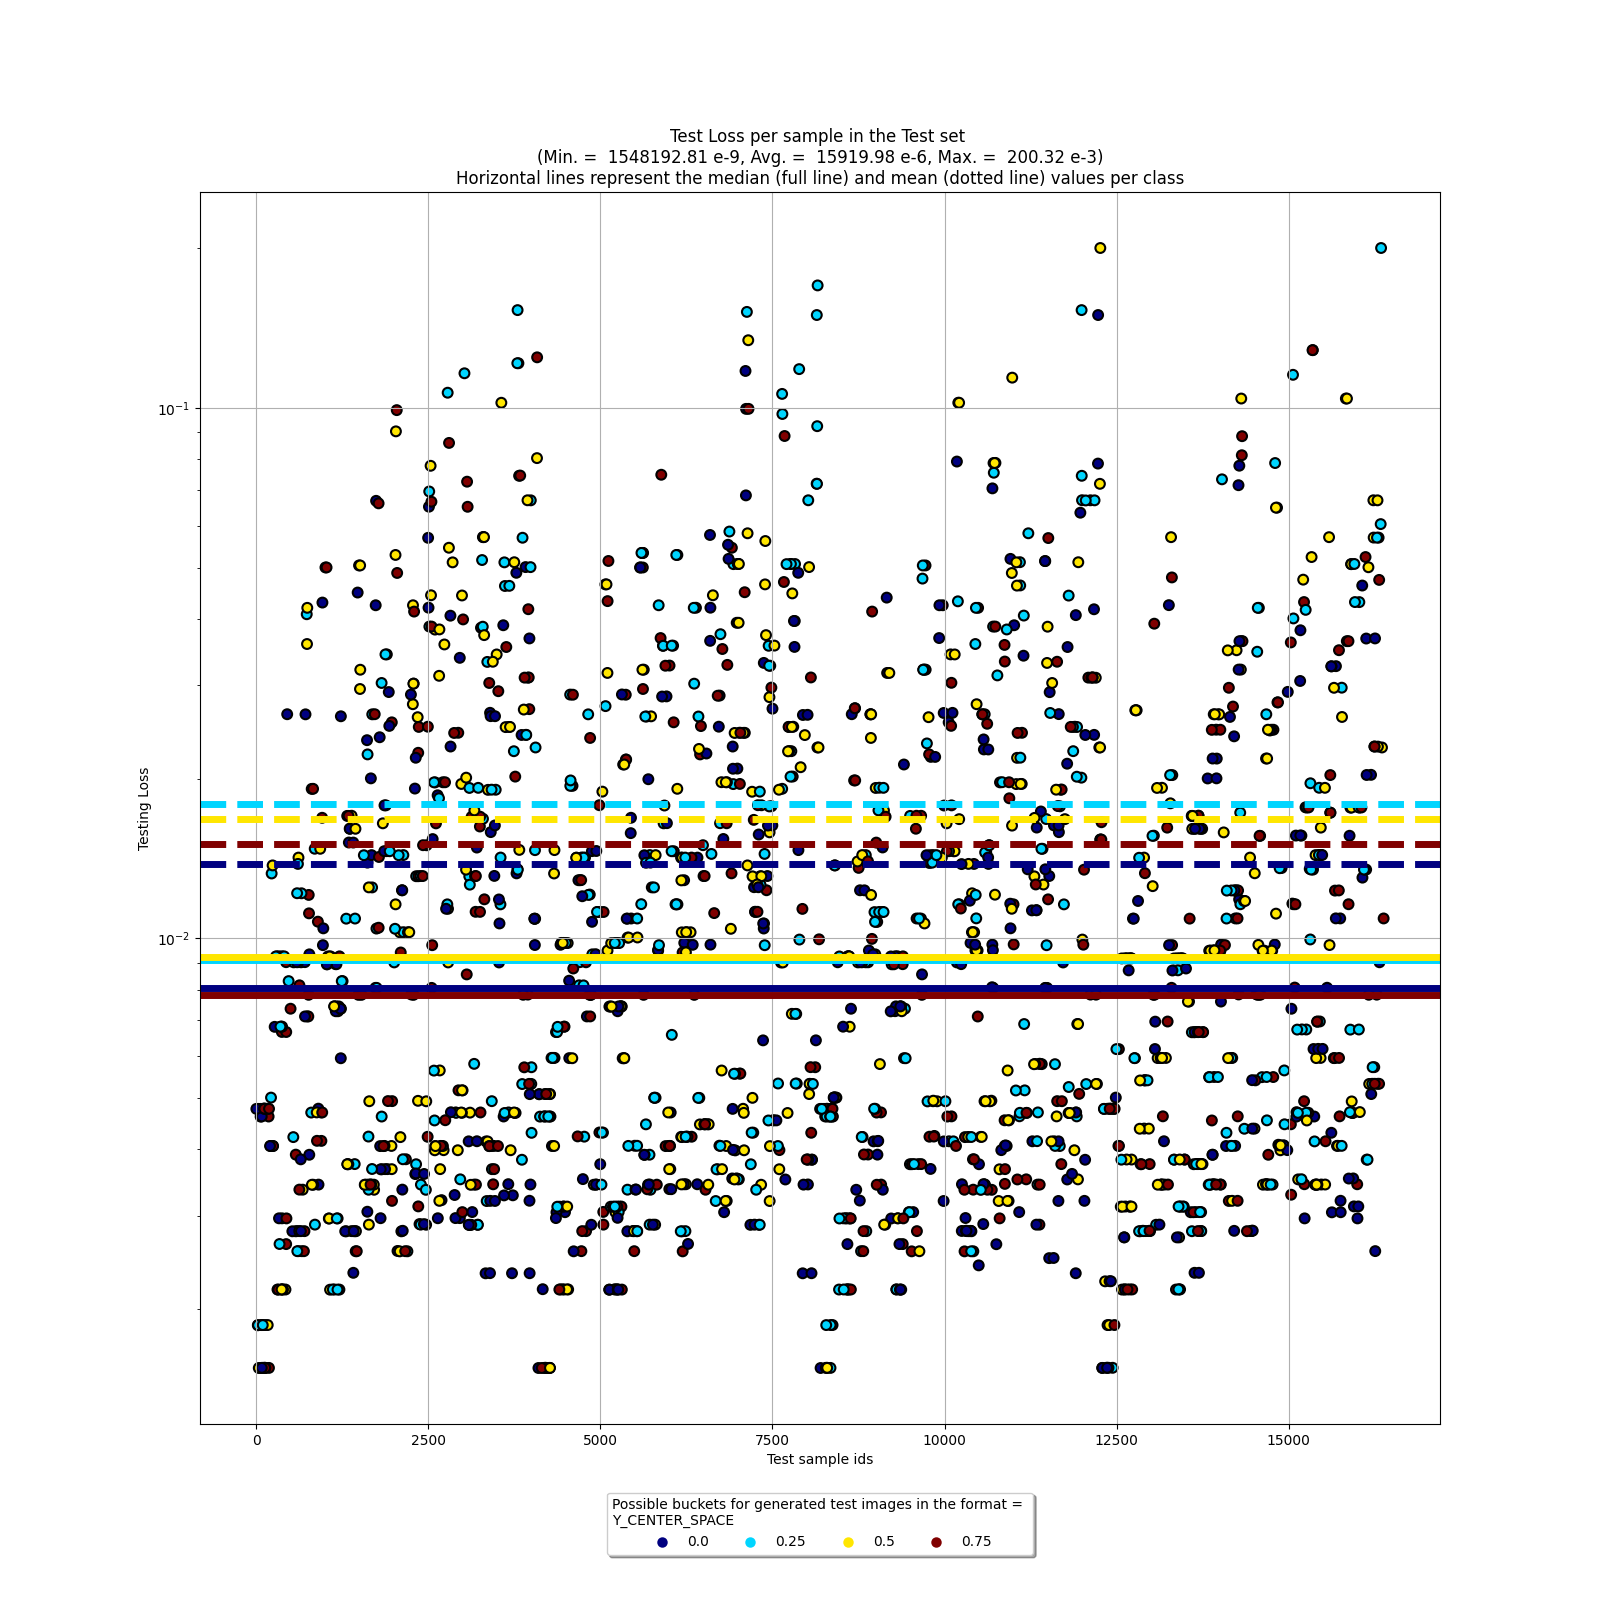 Test Loss per sample in the Test set
(Min. =  1548192.81 e-9, Avg. =  15919.98 e-6, Max. =  200.32 e-3)
Horizontal lines represent the median (full line) and mean (dotted line) values per class
10⁻¹
10⁻²
Testing Loss
0 2500 5000 7500 10000 12500 15000
Test sample ids
Possible buckets for generated test images in the format =
Y_CENTER_SPACE
0.0 0.25 0.5 0.75